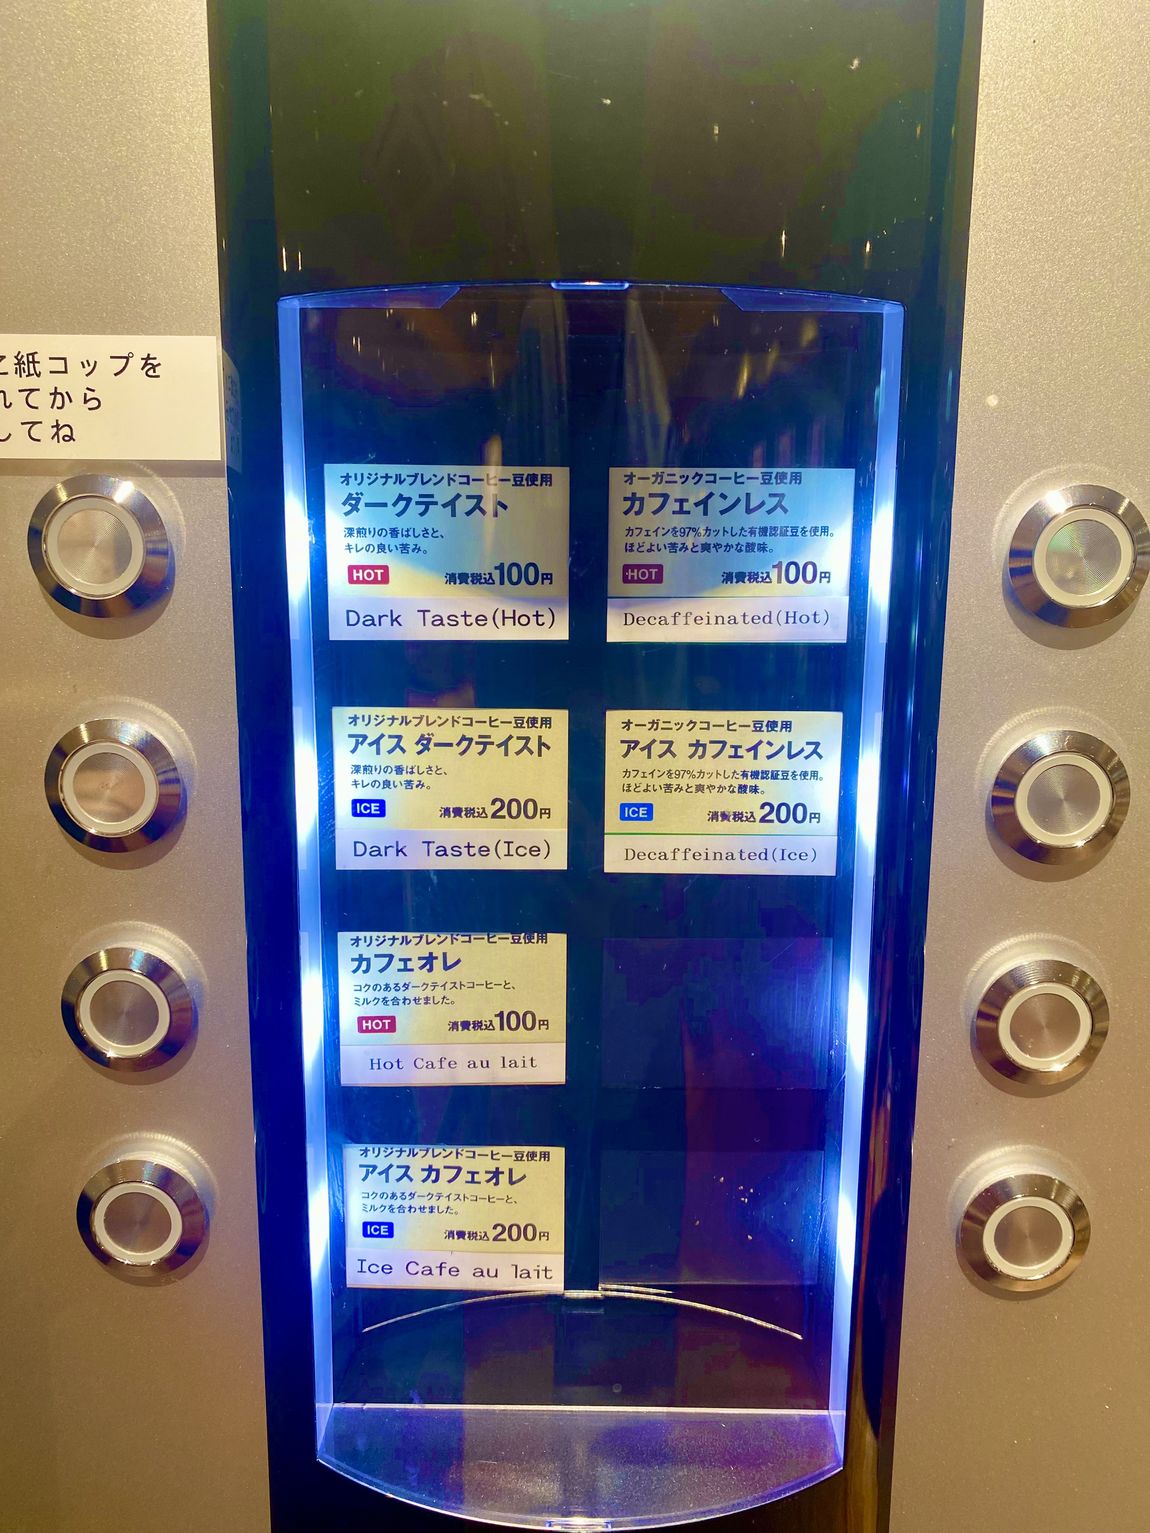 紙コップを
てから
してね
オリジナルブレンドコーヒー豆使用
ダークテイスト
深煎りの香ばしさと、
キレの良い苦み。
HOT 消費税込100円
Dark Taste(Hot)
オーガニックコーヒー豆使用
カフェインレス
カフェインを97%カットした有機認証豆を使用。
ほどよい苦みと爽やかな酸味。
HOT 消費税込100円
Decaffeinated(Hot)
オリジナルブレンドコーヒー豆使用
アイス ダークテイスト
深煎りの香ばしさと、
キレの良い苦み。
ICE 消費税込200円
Dark Taste(Ice)
オーガニックコーヒー豆使用
アイス カフェインレス
カフェインを97%カットした有機認証豆を使用。
ほどよい苦みと爽やかな酸味。
ICE 消費税込200円
Decaffeinated(Ice)
オリジナルブレンドコーヒー豆使用
カフェオレ
コクのあるダークテイストコーヒーと、
ミルクを合わせました。
HOT 消費税込100円
Hot Cafe au lait
オリジナルブレンドコーヒー豆使用
アイス カフェオレ
コクのあるダークテイストコーヒーと、
ミルクを合わせました。
ICE 消費税込200円
Ice Cafe au lait